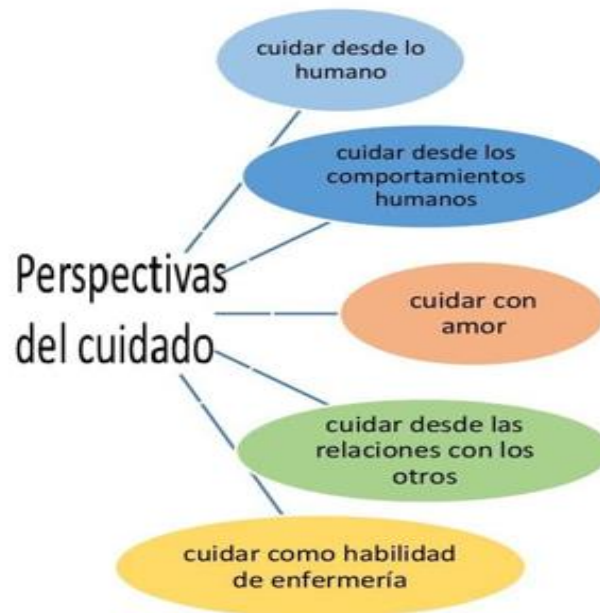 cuidar desde lo
humano
cuidar desde los
comportamientos
humanos
Perspectivas
del cuidado
cuidar con
amor
cuidar desde las
relaciones con los
otros
cuidar como habilidad
de enfermería